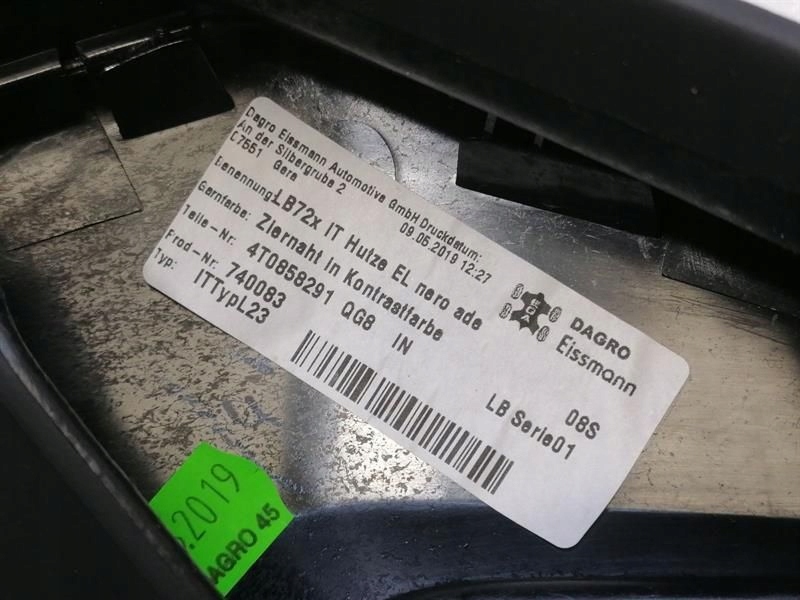 Dagro Eissmann Automotive GmbH Druckdatum:
An der Silbergrube 2 09.05.2019 12:27
07551 Gera
Benennung: LB72x IT Hutze EL nero ade
Garnfarbe: Ziernaht in Kontrastfarbe
Teile-Nr: 4T0858291 QG8 IN
Prod-Nr: 740083
Typ: ITTypL23
EDA
DAGRO
Eissmann
08S
LB Serie01
.2019
DAGRO 45